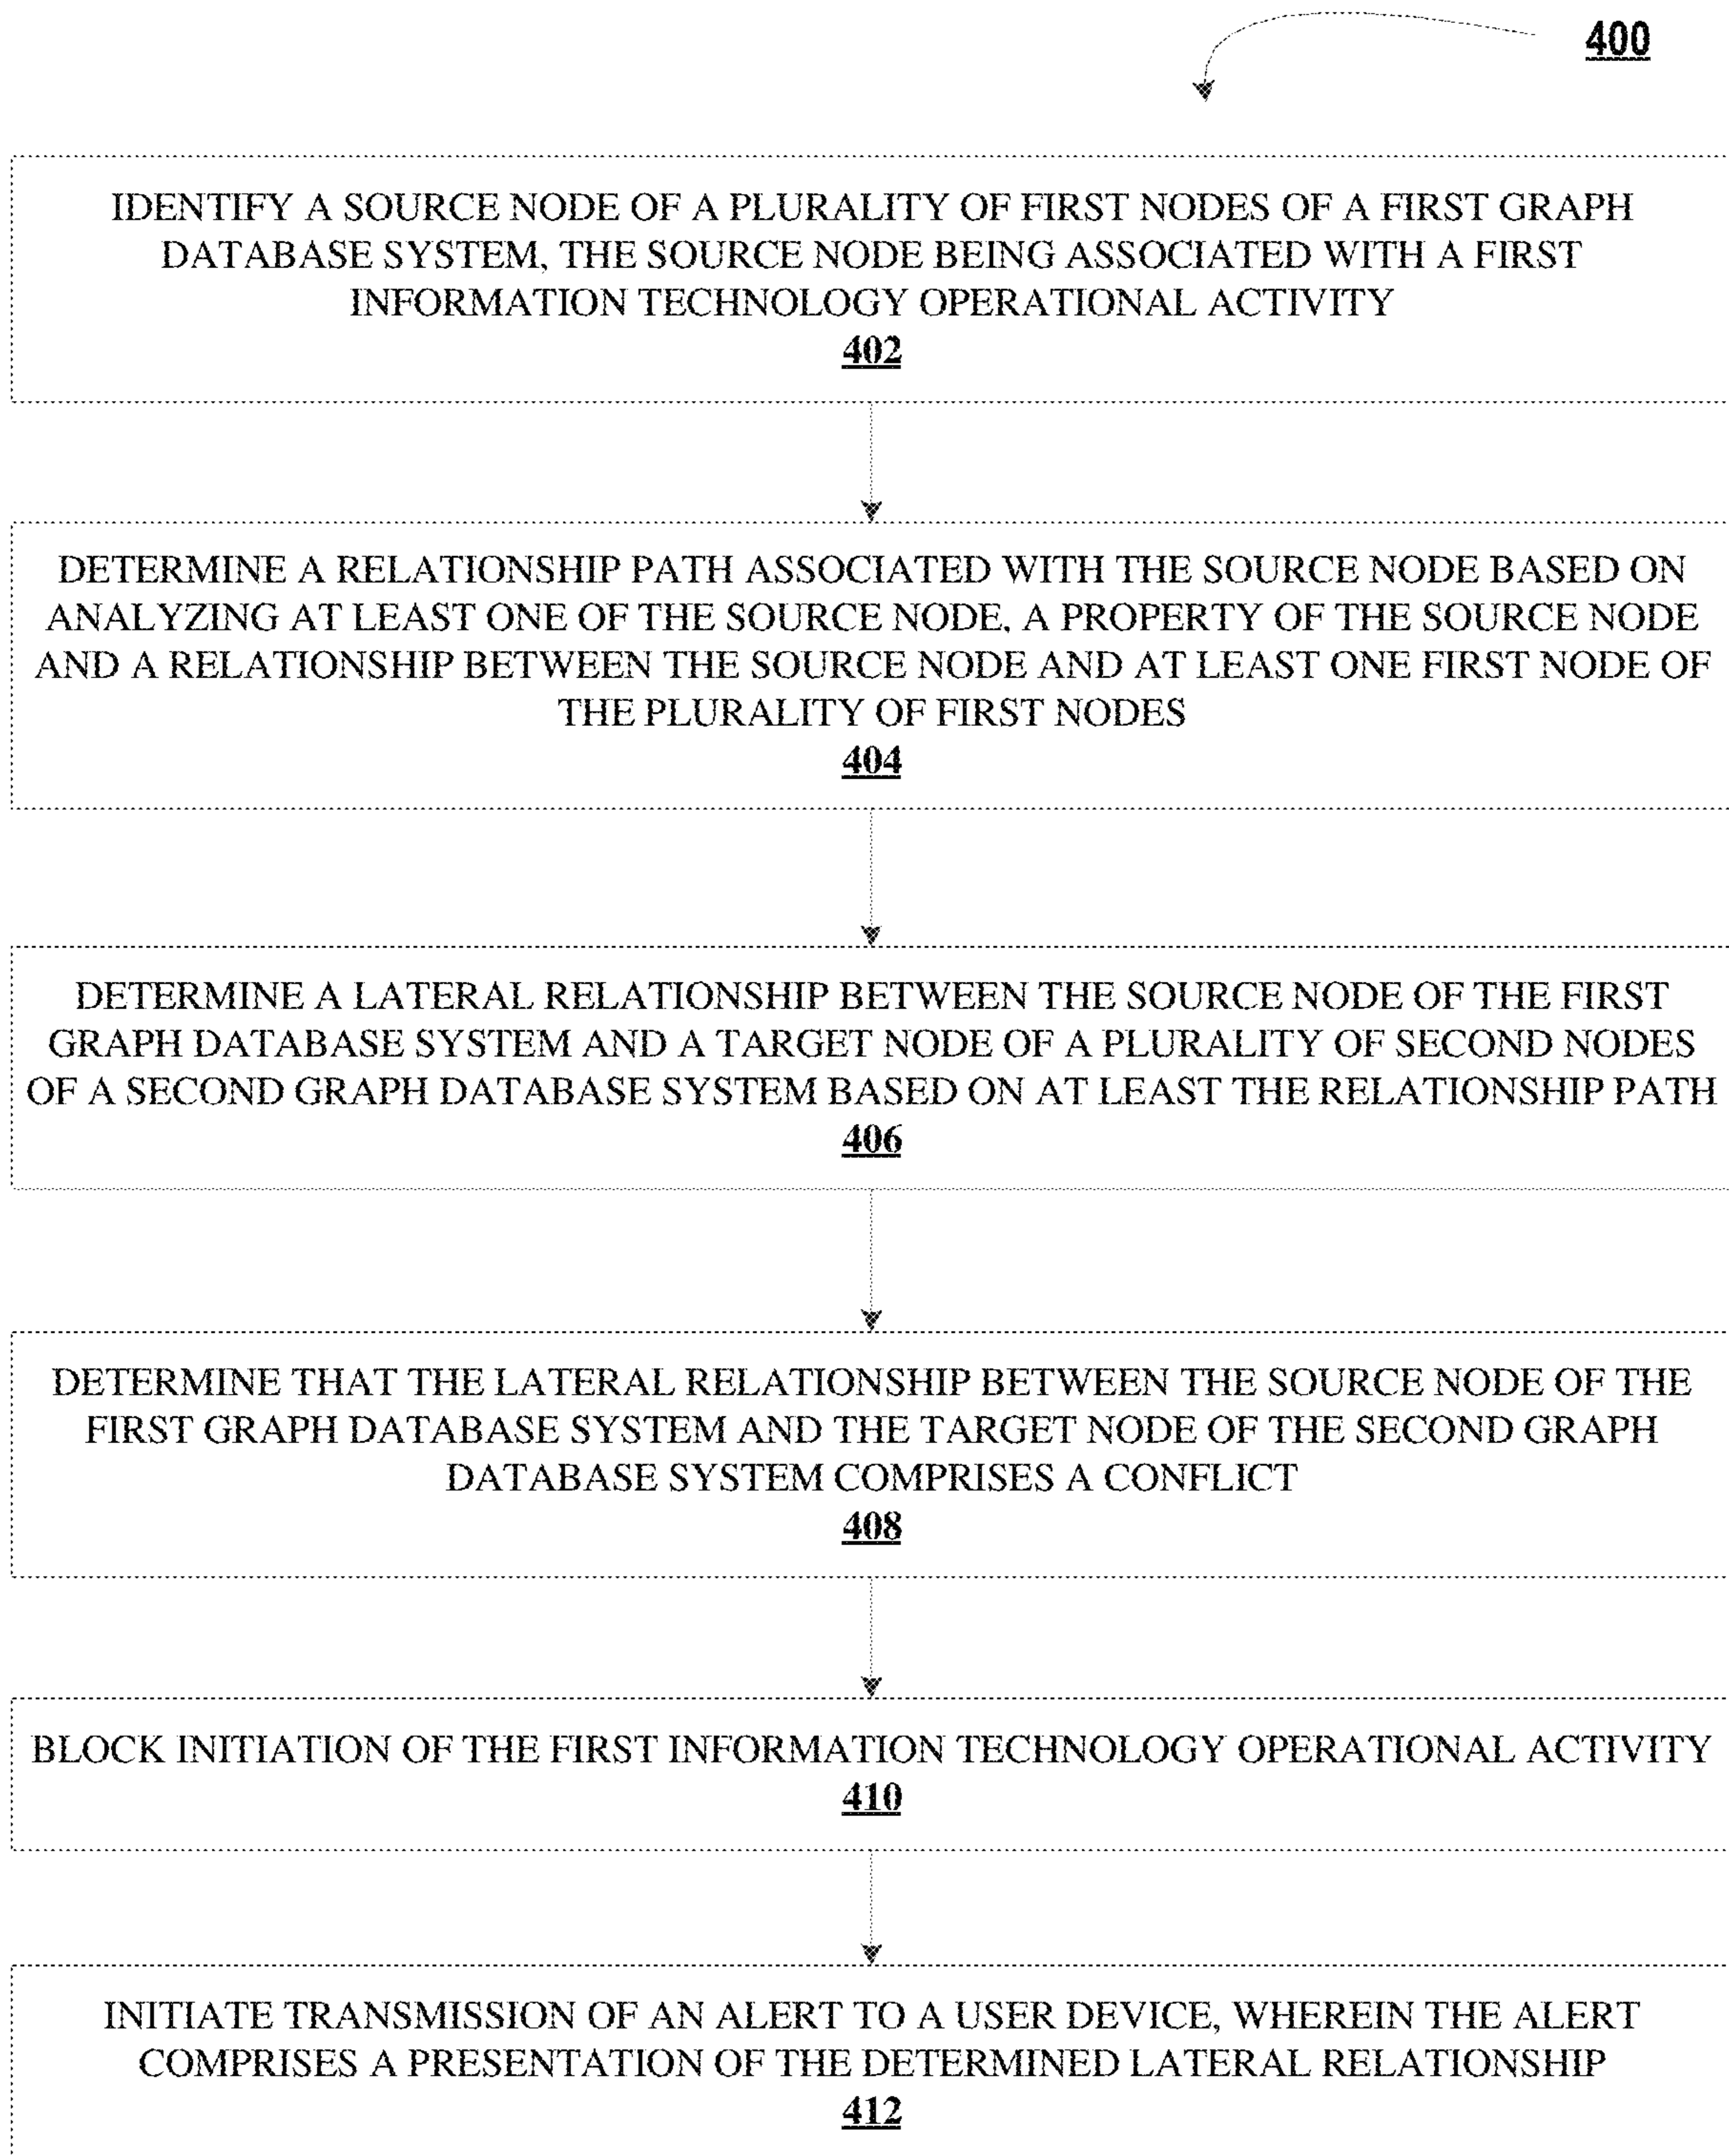 400
IDENTIFY A SOURCE NODE OF A PLURALITY OF FIRST NODES OF A FIRST GRAPH
DATABASE SYSTEM, THE SOURCE NODE BEING ASSOCIATED WITH A FIRST
INFORMATION TECHNOLOGY OPERATIONAL ACTIVITY
402
DETERMINE A RELATIONSHIP PATH ASSOCIATED WITH THE SOURCE NODE BASED ON
ANALYZING AT LEAST ONE OF THE SOURCE NODE, A PROPERTY OF THE SOURCE NODE
AND A RELATIONSHIP BETWEEN THE SOURCE NODE AND AT LEAST ONE FIRST NODE OF
THE PLURALITY OF FIRST NODES
404
DETERMINE A LATERAL RELATIONSHIP BETWEEN THE SOURCE NODE OF THE FIRST
GRAPH DATABASE SYSTEM AND A TARGET NODE OF A PLURALITY OF SECOND NODES
OF A SECOND GRAPH DATABASE SYSTEM BASED ON AT LEAST THE RELATIONSHIP PATH
406
DETERMINE THAT THE LATERAL RELATIONSHIP BETWEEN THE SOURCE NODE OF THE
FIRST GRAPH DATABASE SYSTEM AND THE TARGET NODE OF THE SECOND GRAPH
DATABASE SYSTEM COMPRISES A CONFLICT
408
BLOCK INITIATION OF THE FIRST INFORMATION TECHNOLOGY OPERATIONAL ACTIVITY
410
INITIATE TRANSMISSION OF AN ALERT TO A USER DEVICE, WHEREIN THE ALERT
COMPRISES A PRESENTATION OF THE DETERMINED LATERAL RELATIONSHIP
412